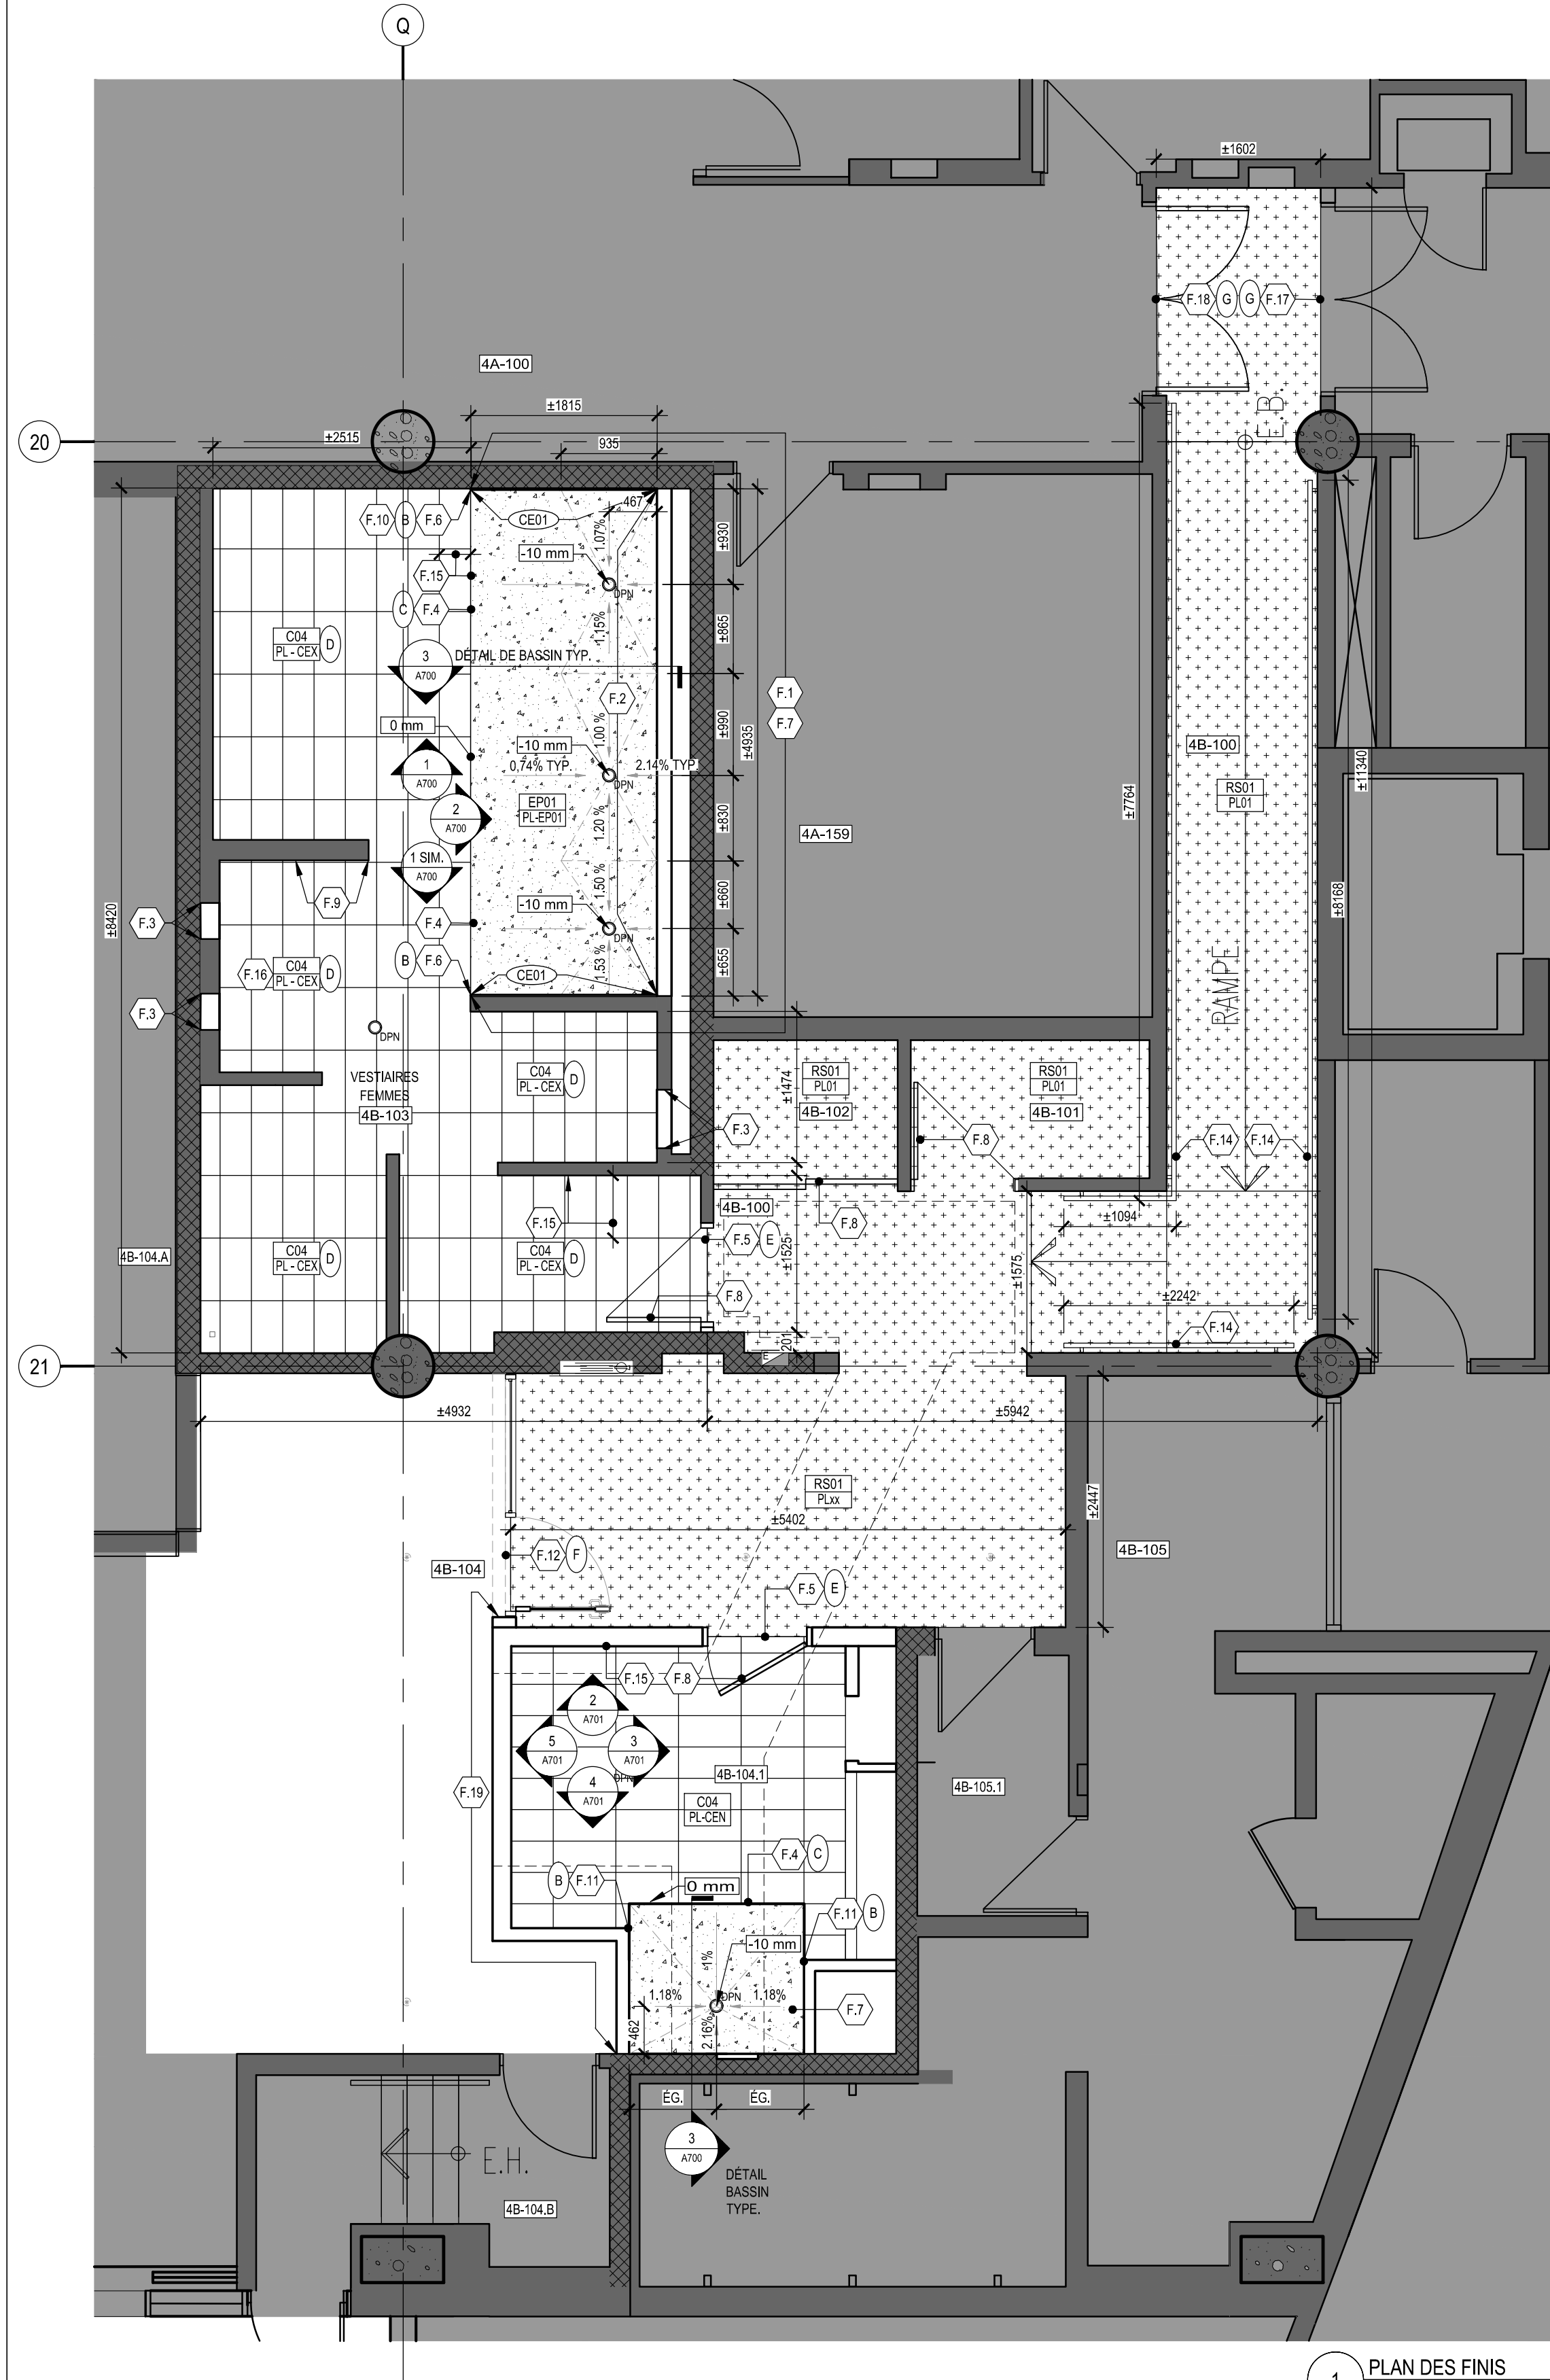 Q
±1602
F.18
G
G
F.17
4A-100
±1815
E.B.
20
±2515
935
467
F.10
B
F.6
CE01
1.07%
±930
-10 mm
F.15
DPN
C
F.4
1.15%
±865
C04
PL - CEX
D
3
A700
DÉTAIL DE BASSIN TYP.
F.2
F.1
F.7
0 mm
1.00 %
±990
±4935
4B-100
-10 mm
0,74% TYP.
2.14% TYP.
1
A700
DPN
RS01
PL01
±11340
2
A700
EP01
PL-EP01
±7764
1.20 %
±830
4A-159
1 SIM.
A700
1.50 %
±660
±8168
F.9
-10 mm
F.3
F.4
±8420
DPN
B
F.6
1.53 %
±655
F.16
C04
PL - CEX
D
CE01
RAMPE
F.3
DPN
VESTIAIRES
FEMMES
4B-103
C04
PL - CEX
D
±1474
RS01
PL01
4B-102
RS01
PL01
4B-101
F.3
F.8
F.14
F.14
4B-100
F.15
F.8
±1094
4B-104.A
C04
PL - CEX
D
C04
PL - CEX
D
F.5
E
±1525
±1575
F.8
±2242
F.14
201
E
21
±4932
±5942
RS01
PLxx
±2447
±5402
4B-104
F.12
F
4B-105
F.5
E
F.15
F.8
2
A701
5
A701
3
A701
DPN
4
A701
4B-104.1
F.19
4B-105.1
C04
PL-CEN
F.4
C
B
F.11
0 mm
F.11
B
-10 mm
1%
1.18%
DPN
1.18%
F.7
462
2.16%
ÉG.
ÉG.
3
A700
E.H.
DÉTAIL
BASSIN
TYPE.
4B-104.B
1
PLAN DES FINIS